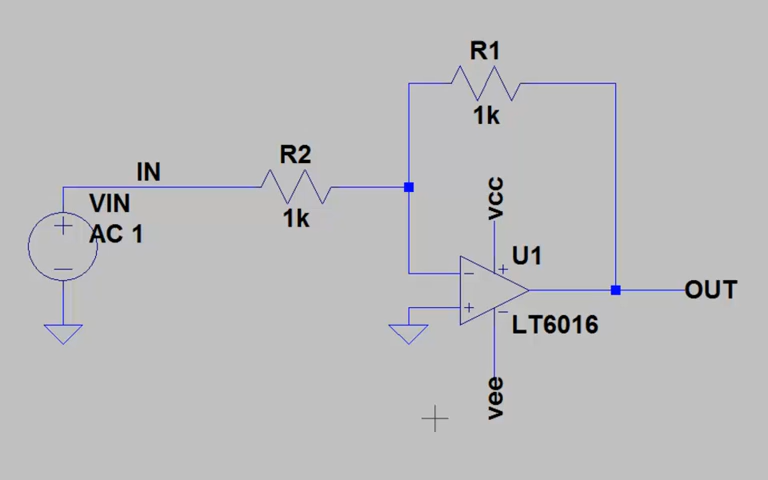 R1
1k
R2
1k
IN
VIN
AC 1
vcc
U1
LT6016
OUT
vee